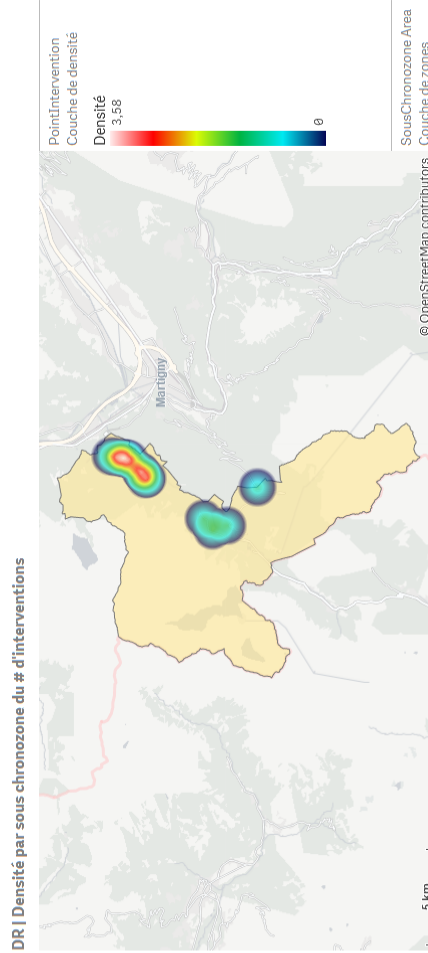 DR | Densité par sous chronozone du # d'interventions
PointIntervention
Couche de densité
Densité
3,58
0
SousChronozone Area
Couche de zones
Martigny
5 km
© OpenStreetMap contributors